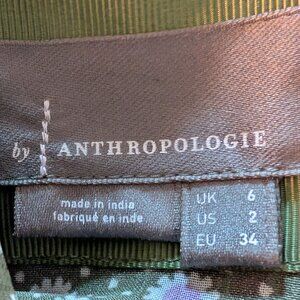 by ANTHROPOLOGIE
made in india
fabriqué en inde
UK 6
US 2
EU 34